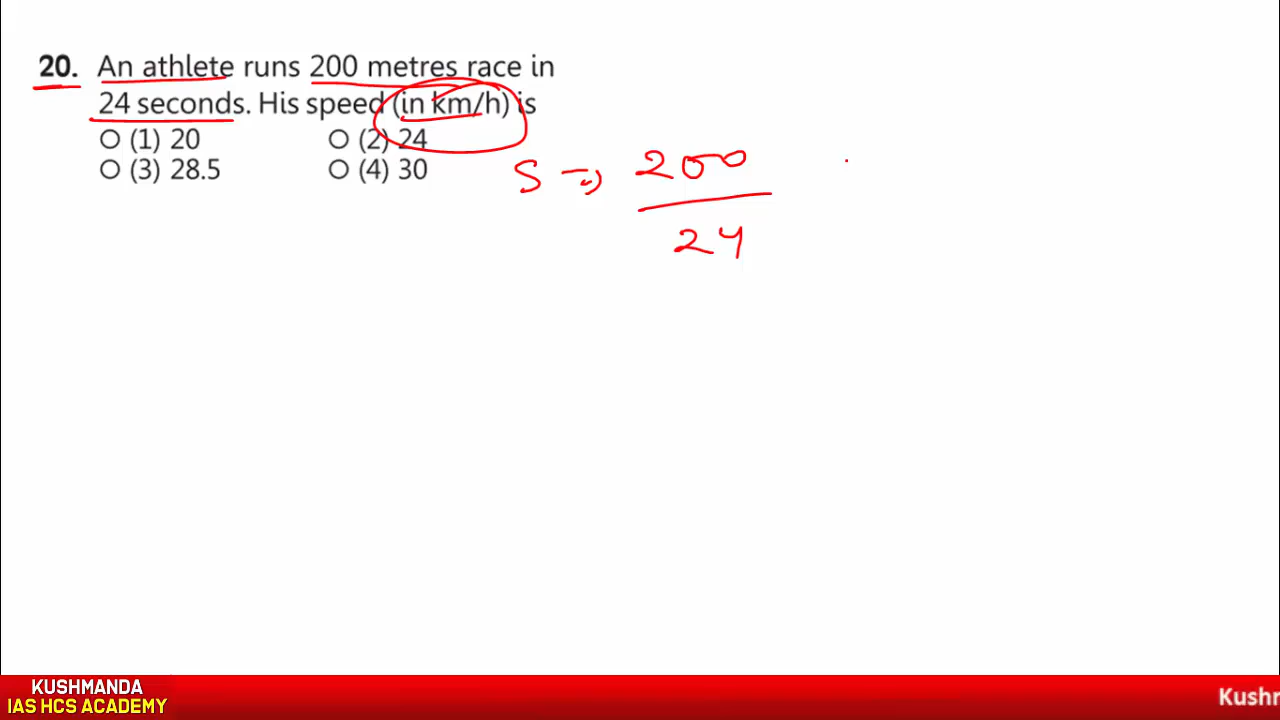 20. An athlete runs 200 metres race in
24 seconds. His speed (in km/h) is
(1) 20 (2) 24
(3) 28.5 (4) 30
S ⇒ 200
24
KUSHMANDA
IAS HCS ACADEMY
Kushr